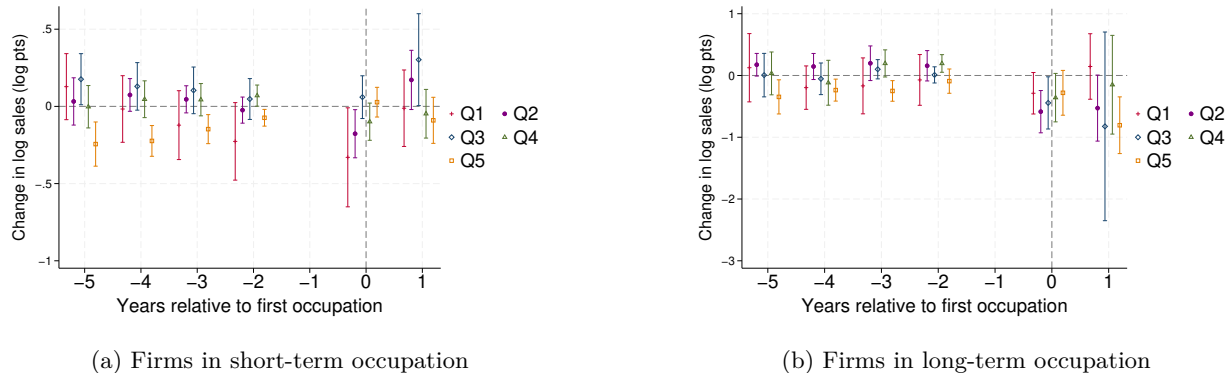 .5
0
−.5
−1
Change in log sales (log pts)
−5 −4 −3 −2 −1 0 1
Years relative to first occupation
Q1 Q2
Q3 Q4
Q5
(a) Firms in short-term occupation
1
0
−1
−2
−3
Change in log sales (log pts)
−5 −4 −3 −2 −1 0 1
Years relative to first occupation
Q1 Q2
Q3 Q4
Q5
(b) Firms in long-term occupation